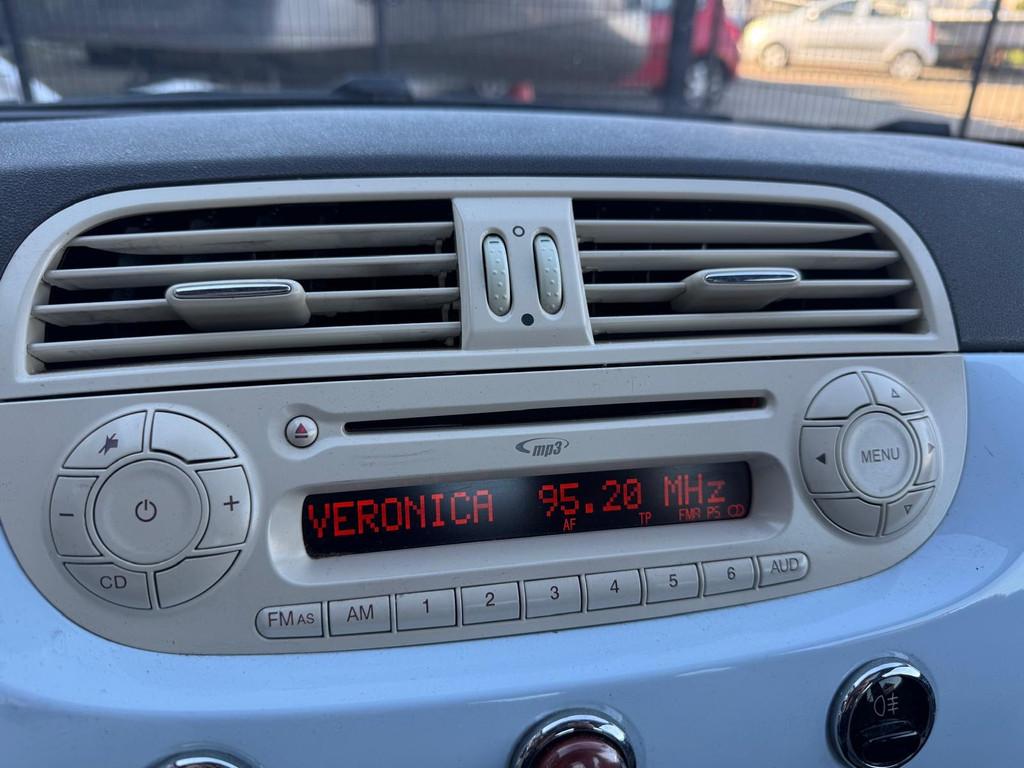 mp3
MENU
VERONICA 95.20 MHz
AF TP FMR PS CD
CD
FM AS AM 1 2 3 4 5 6 AUD